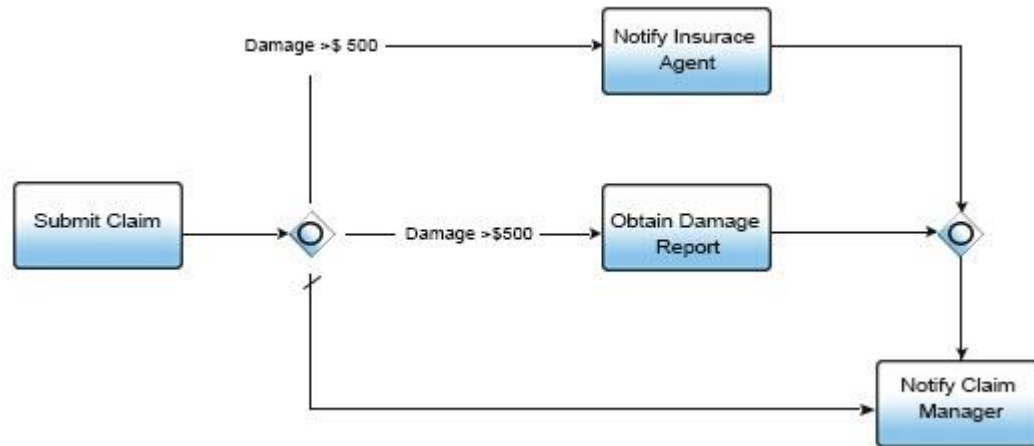 Damage >$ 500
Notify Insurace
Agent
Submit Claim
Damage >$500
Obtain Damage
Report
Notify Claim
Manager